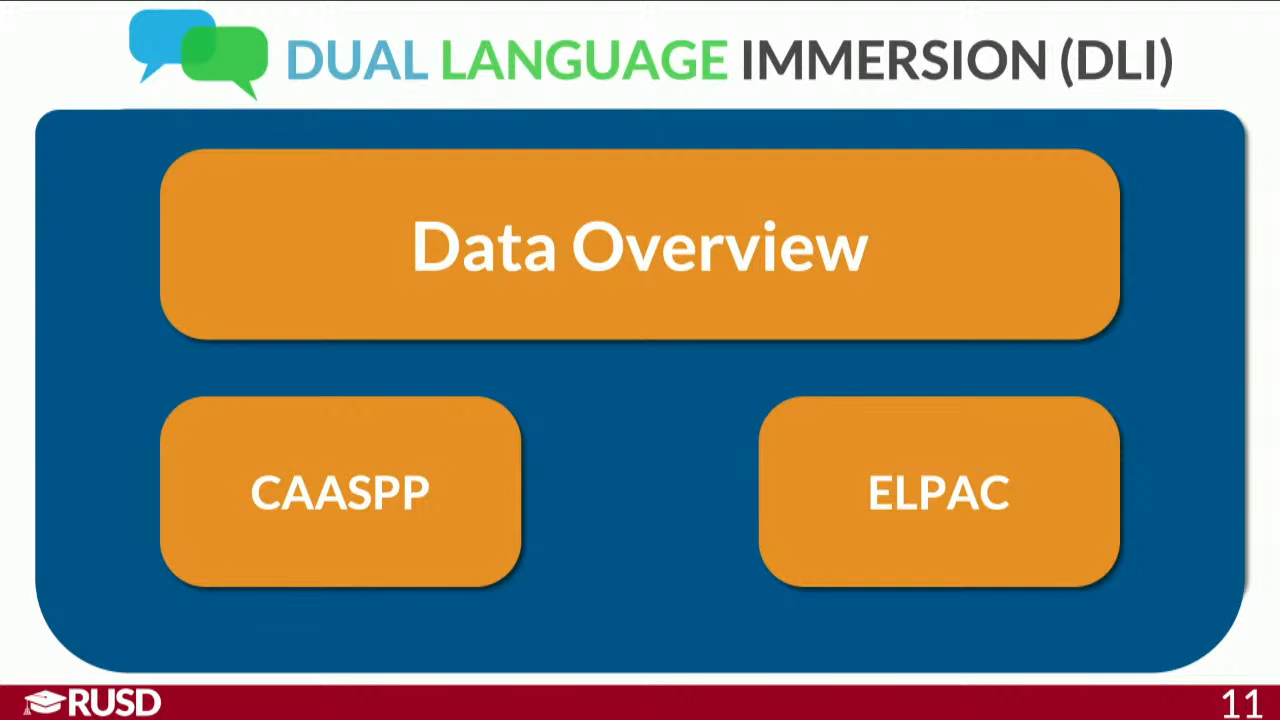 DUAL LANGUAGE IMMERSION (DLI)
Data Overview
CAASPP
ELPAC
RUSD
11